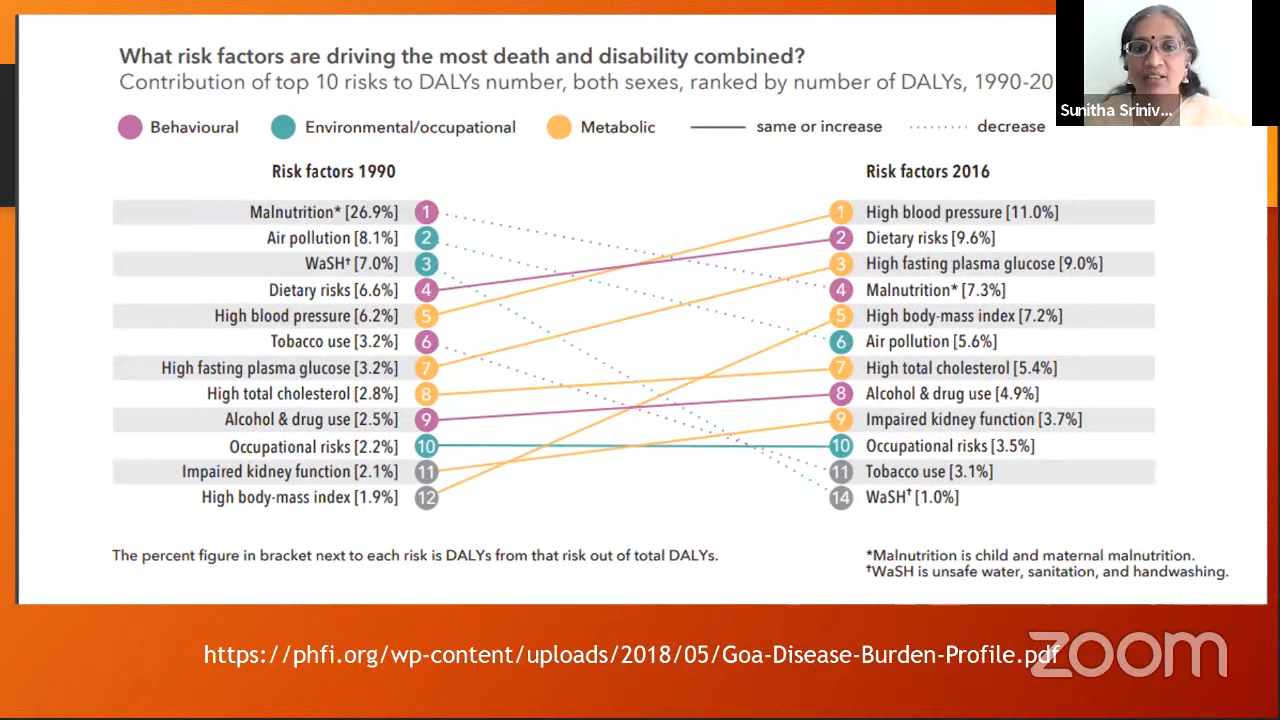 What risk factors are driving the most death and disability combined?
Contribution of top 10 risks to DALYs number, both sexes, ranked by number of DALYs, 1990-20
Sunitha Sriniv...
Behavioural Environmental/occupational Metabolic same or increase decrease
Risk factors 1990 Risk factors 2016
Malnutrition* [26.9%] 1 1 High blood pressure [11.0%]
Air pollution [8.1%] 2 2 Dietary risks [9.6%]
WaSH† [7.0%] 3 3 High fasting plasma glucose [9.0%]
Dietary risks [6.6%] 4 4 Malnutrition* [7.3%]
High blood pressure [6.2%] 5 5 High body-mass index [7.2%]
Tobacco use [3.2%] 6 6 Air pollution [5.6%]
High fasting plasma glucose [3.2%] 7 7 High total cholesterol [5.4%]
High total cholesterol [2.8%] 8 8 Alcohol & drug use [4.9%]
Alcohol & drug use [2.5%] 9 9 Impaired kidney function [3.7%]
Occupational risks [2.2%] 10 10 Occupational risks [3.5%]
Impaired kidney function [2.1%] 11 11 Tobacco use [3.1%]
High body-mass index [1.9%] 12 14 WaSH† [1.0%]
The percent figure in bracket next to each risk is DALYs from that risk out of total DALYs.
*Malnutrition is child and maternal malnutrition.
†WaSH is unsafe water, sanitation, and handwashing.
https://phfi.org/wp-content/uploads/2018/05/Goa-Disease-Burden-Profile.pdf
zoom